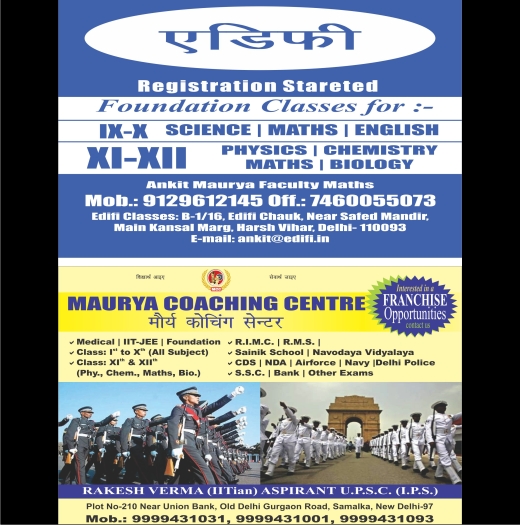 एडिफी
Registration Stareted
Foundation Classes for :-
IX-X SCIENCE | MATHS | ENGLISH
XI-XII PHYSICS | CHEMISTRY
MATHS | BIOLOGY
Ankit Maurya Faculty Maths
Mob.: 9129612145 Off.: 7460055073
Edifi Classes: B-1/16, Edifi Chauk, Near Safed Mandir,
Main Kansal Marg, Harsh Vihar, Delhi- 110093
E-mail: ankit@edifi.in
शिक्षार्थ आइए
सेवार्थ जाइए
MAURYA COACHING CENTRE
मौर्य कोचिंग सेन्टर
Interested in a
FRANCHISE
Opportunities
contact us
✓ Medical | IIT-JEE | Foundation
✓ Class: Iˢᵗ to Xᵗʰ (All Subject)
✓ Class: XIᵗʰ & XIIᵗʰ
(Phy., Chem., Maths, Bio.)
✓ R.I.M.C. | R.M.S. |
✓ Sainik School | Navodaya Vidyalaya
✓ CDS | NDA | Airforce | Navy |Delhi Police
✓ S.S.C. | Bank | Other Exams
RAKESH VERMA (IITian) ASPIRANT U.P.S.C. (I.P.S.)
Plot No-210 Near Union Bank, Old Delhi Gurgaon Road, Samalka, New Delhi-97
Mob.: 9999431031, 9999431001, 9999431093